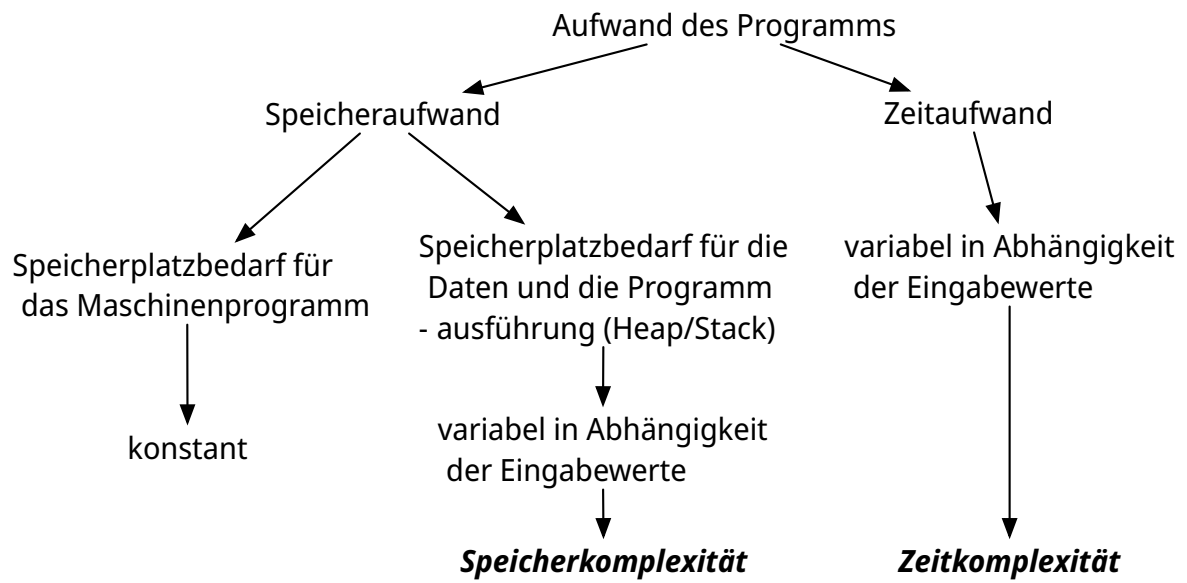 Aufwand des Programms
Speicheraufwand
Zeitaufwand
Speicherplatzbedarf für
das Maschinenprogramm
konstant
Speicherplatzbedarf für die
Daten und die Programm
- ausführung (Heap/Stack)
variabel in Abhängigkeit
der Eingabewerte
Speicherkomplexität
variabel in Abhängigkeit
der Eingabewerte
Zeitkomplexität